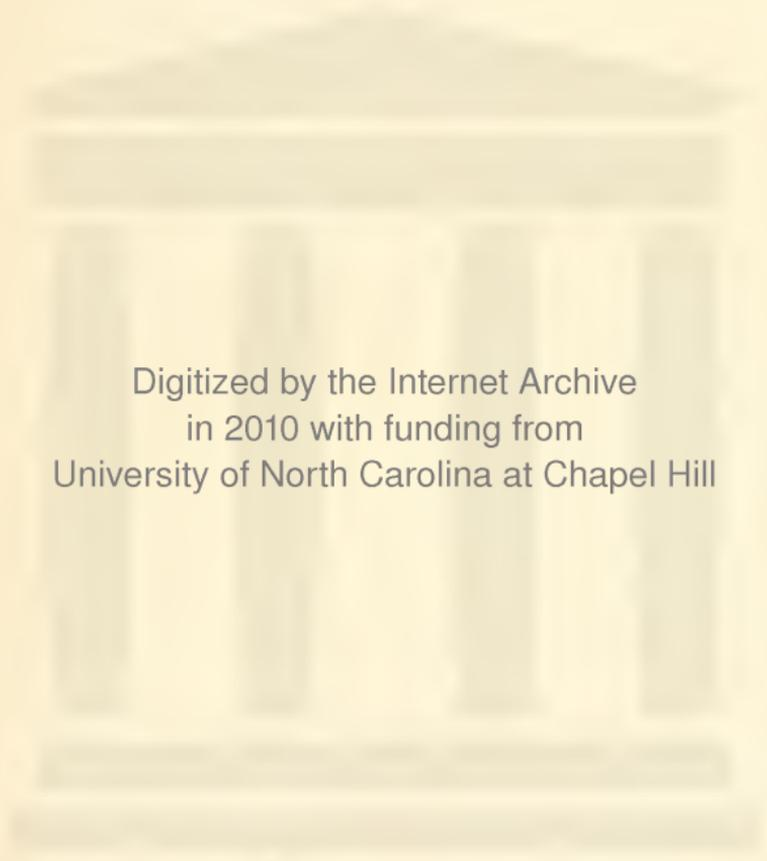 Digitized by the Internet Archive
in 2010 with funding from
University of North Carolina at Chapel Hill